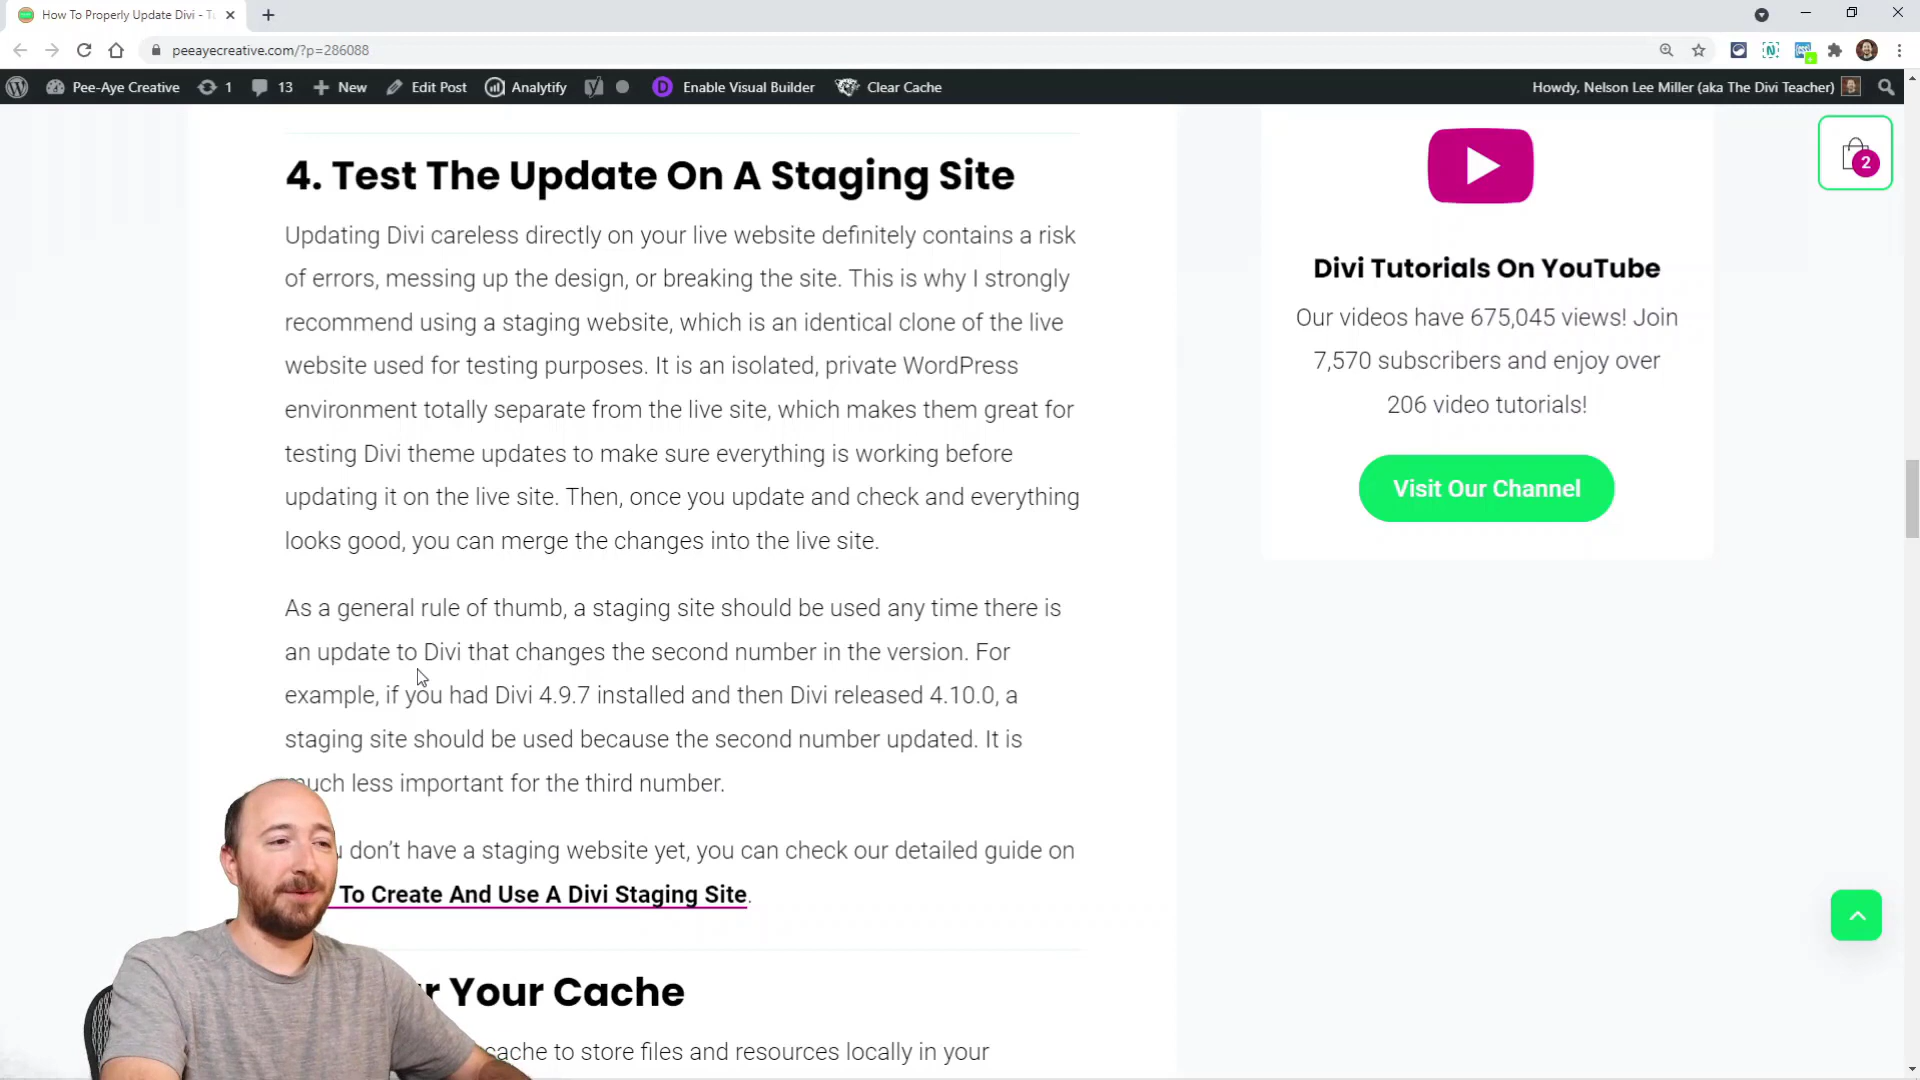 How To Properly Update Divi - Tu
peeayecreative.com/?p=286088
Pee-Aye Creative
1
13
New
Edit Post
Analytify
D
Enable Visual Builder
Clear Cache
Howdy, Nelson Lee Miller (aka The Divi Teacher)
2
4. Test The Update On A Staging Site
Updating Divi careless directly on your live website definitely contains a risk
of errors, messing up the design, or breaking the site. This is why I strongly
recommend using a staging website, which is an identical clone of the live
website used for testing purposes. It is an isolated, private WordPress
environment totally separate from the live site, which makes them great for
testing Divi theme updates to make sure everything is working before
updating it on the live site. Then, once you update and check and everything
looks good, you can merge the changes into the live site.
As a general rule of thumb, a staging site should be used any time there is
an update to Divi that changes the second number in the version. For
example, if you had Divi 4.9.7 installed and then Divi released 4.10.0, a
staging site should be used because the second number updated. It is
much less important for the third number.
don't have a staging website yet, you can check our detailed guide on
To Create And Use A Divi Staging Site.
Your Cache
cache to store files and resources locally in your
Divi Tutorials On YouTube
Our videos have 675,045 views! Join
7,570 subscribers and enjoy over
206 video tutorials!
Visit Our Channel